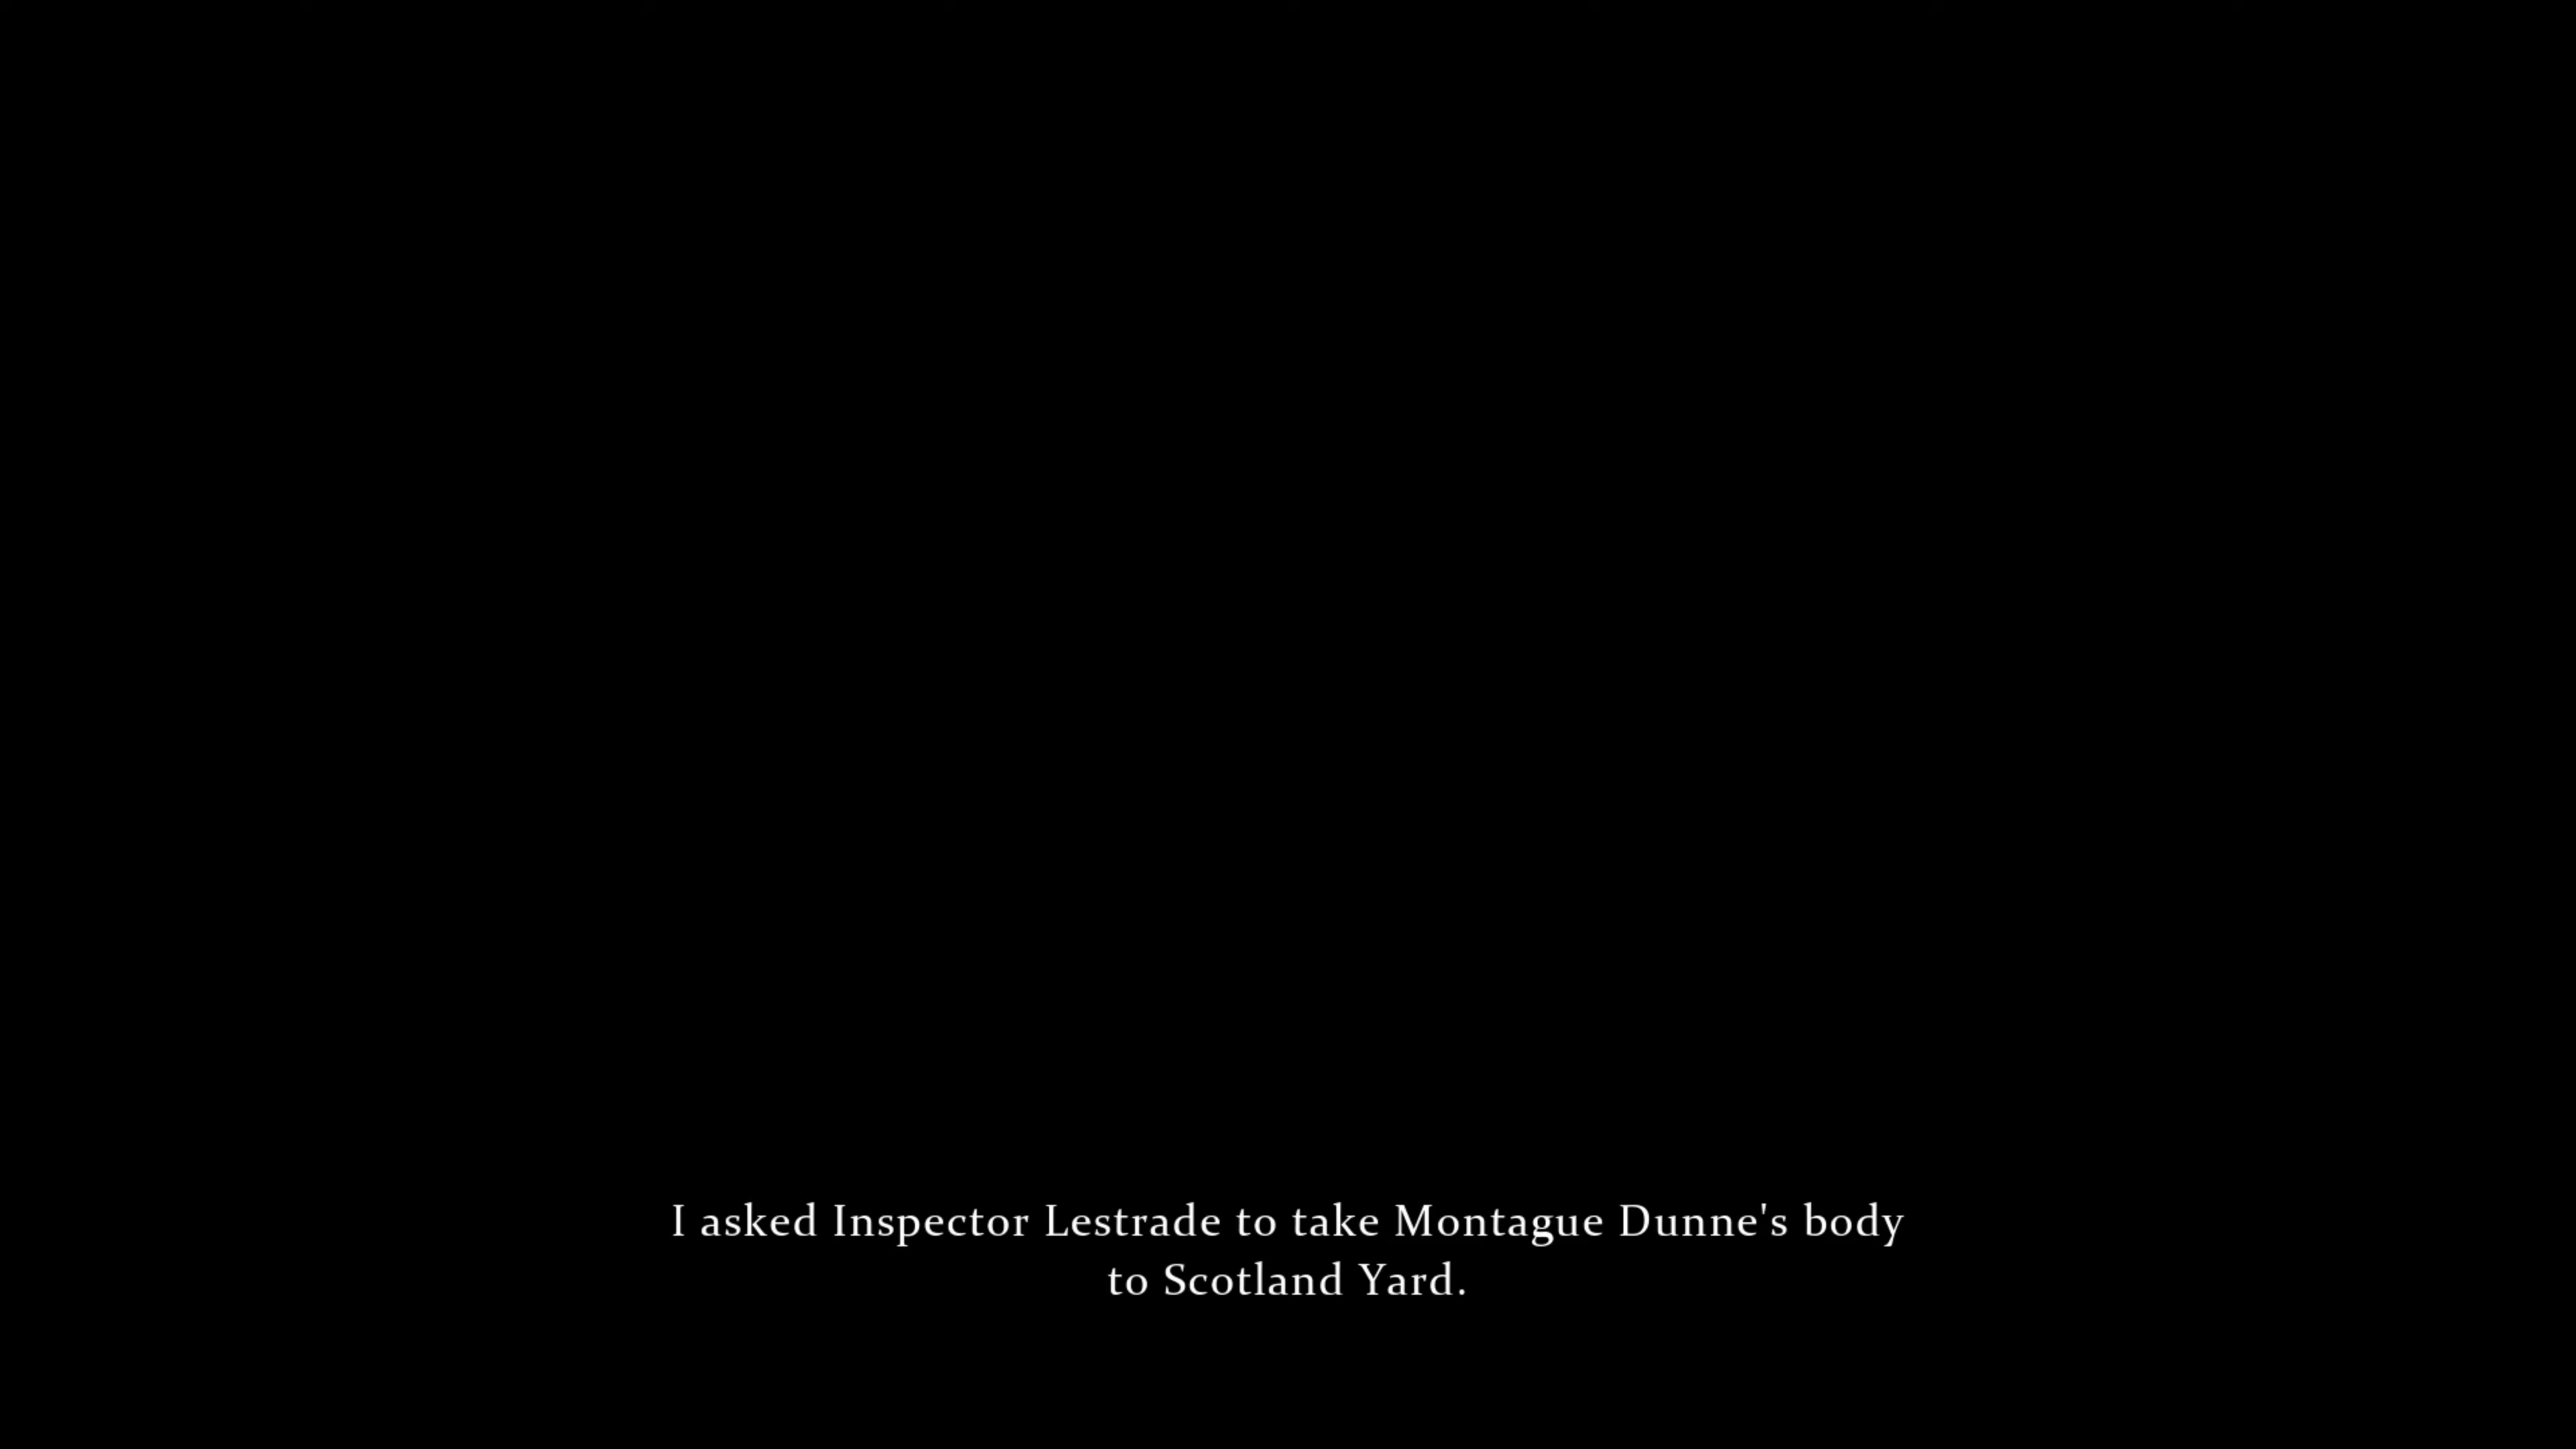 I asked Inspector Lestrade to take Montague Dunne's body
to Scotland Yard.